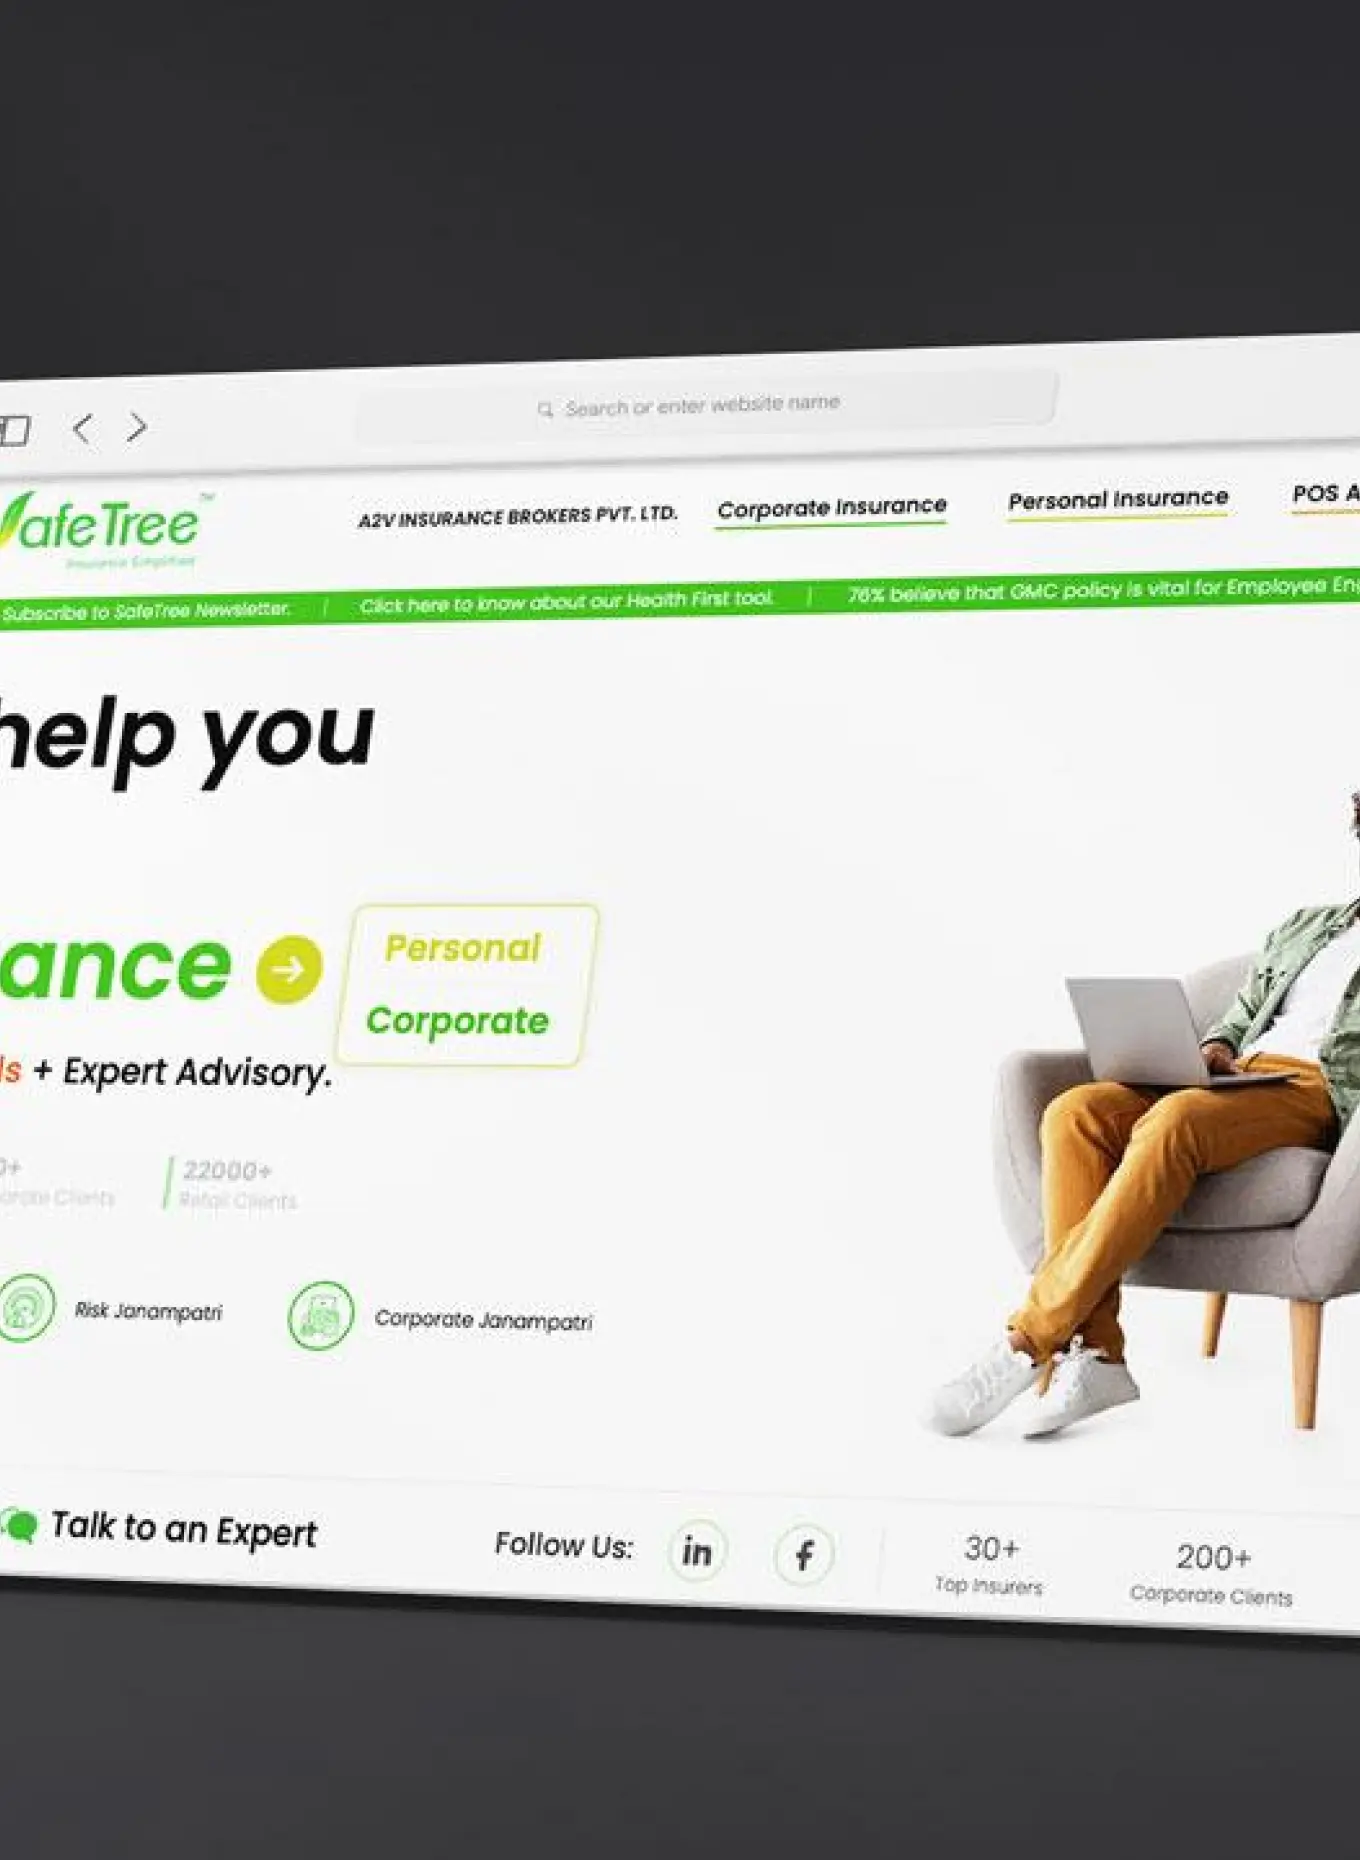 Search or enter website name
SafeTree™
Insurance Simplified
A2V INSURANCE BROKERS PVT. LTD.
Corporate Insurance
Personal Insurance
POS A
Subscribe to SafeTree Newsletter. | Click here to know about our Health First tool. | 76% believe that GMC policy is vital for Employee Eng
help you
ance
Personal
Corporate
ls + Expert Advisory.
0+
orate Clients
22000+
Retail Clients
Risk Janampatri
Corporate Janampatri
Talk to an Expert
Follow Us:
in
f
30+
Top Insurers
200+
Corporate Clients